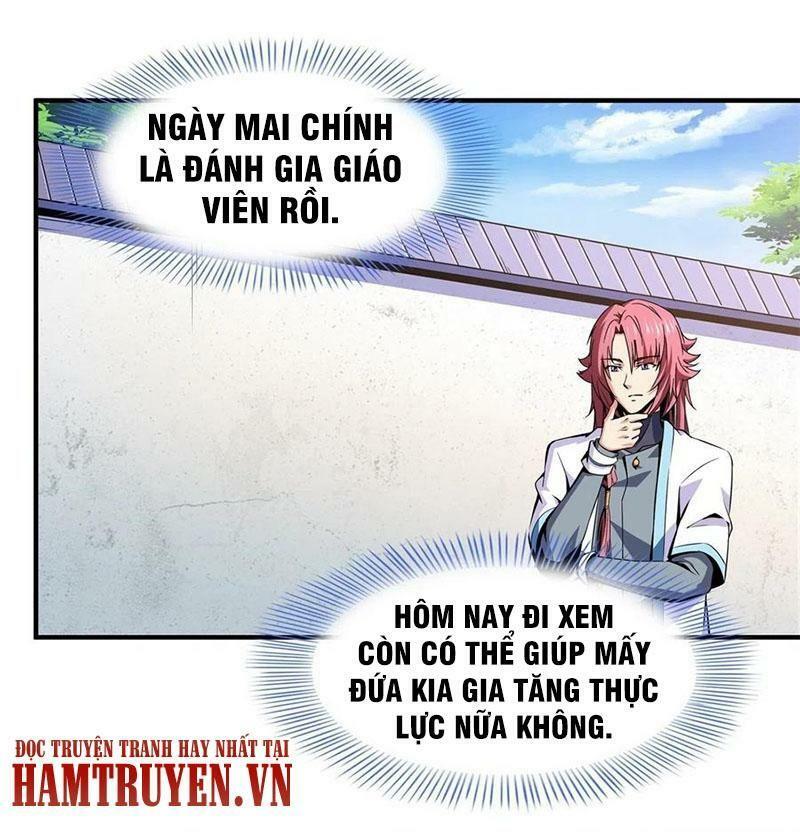 NGÀY MAI CHÍNH
LÀ ĐÁNH GIA GIÁO
VIÊN RỒI.
HÔM NAY ĐI XEM
CÒN CÓ THỂ GIÚP MẤY
ĐỨA KIA GIA TĂNG THỰC
LỰC NỮA KHÔNG.
ĐỌC TRUYỆN TRANH HAY NHẤT TẠI
HAMTRUYEN.VN